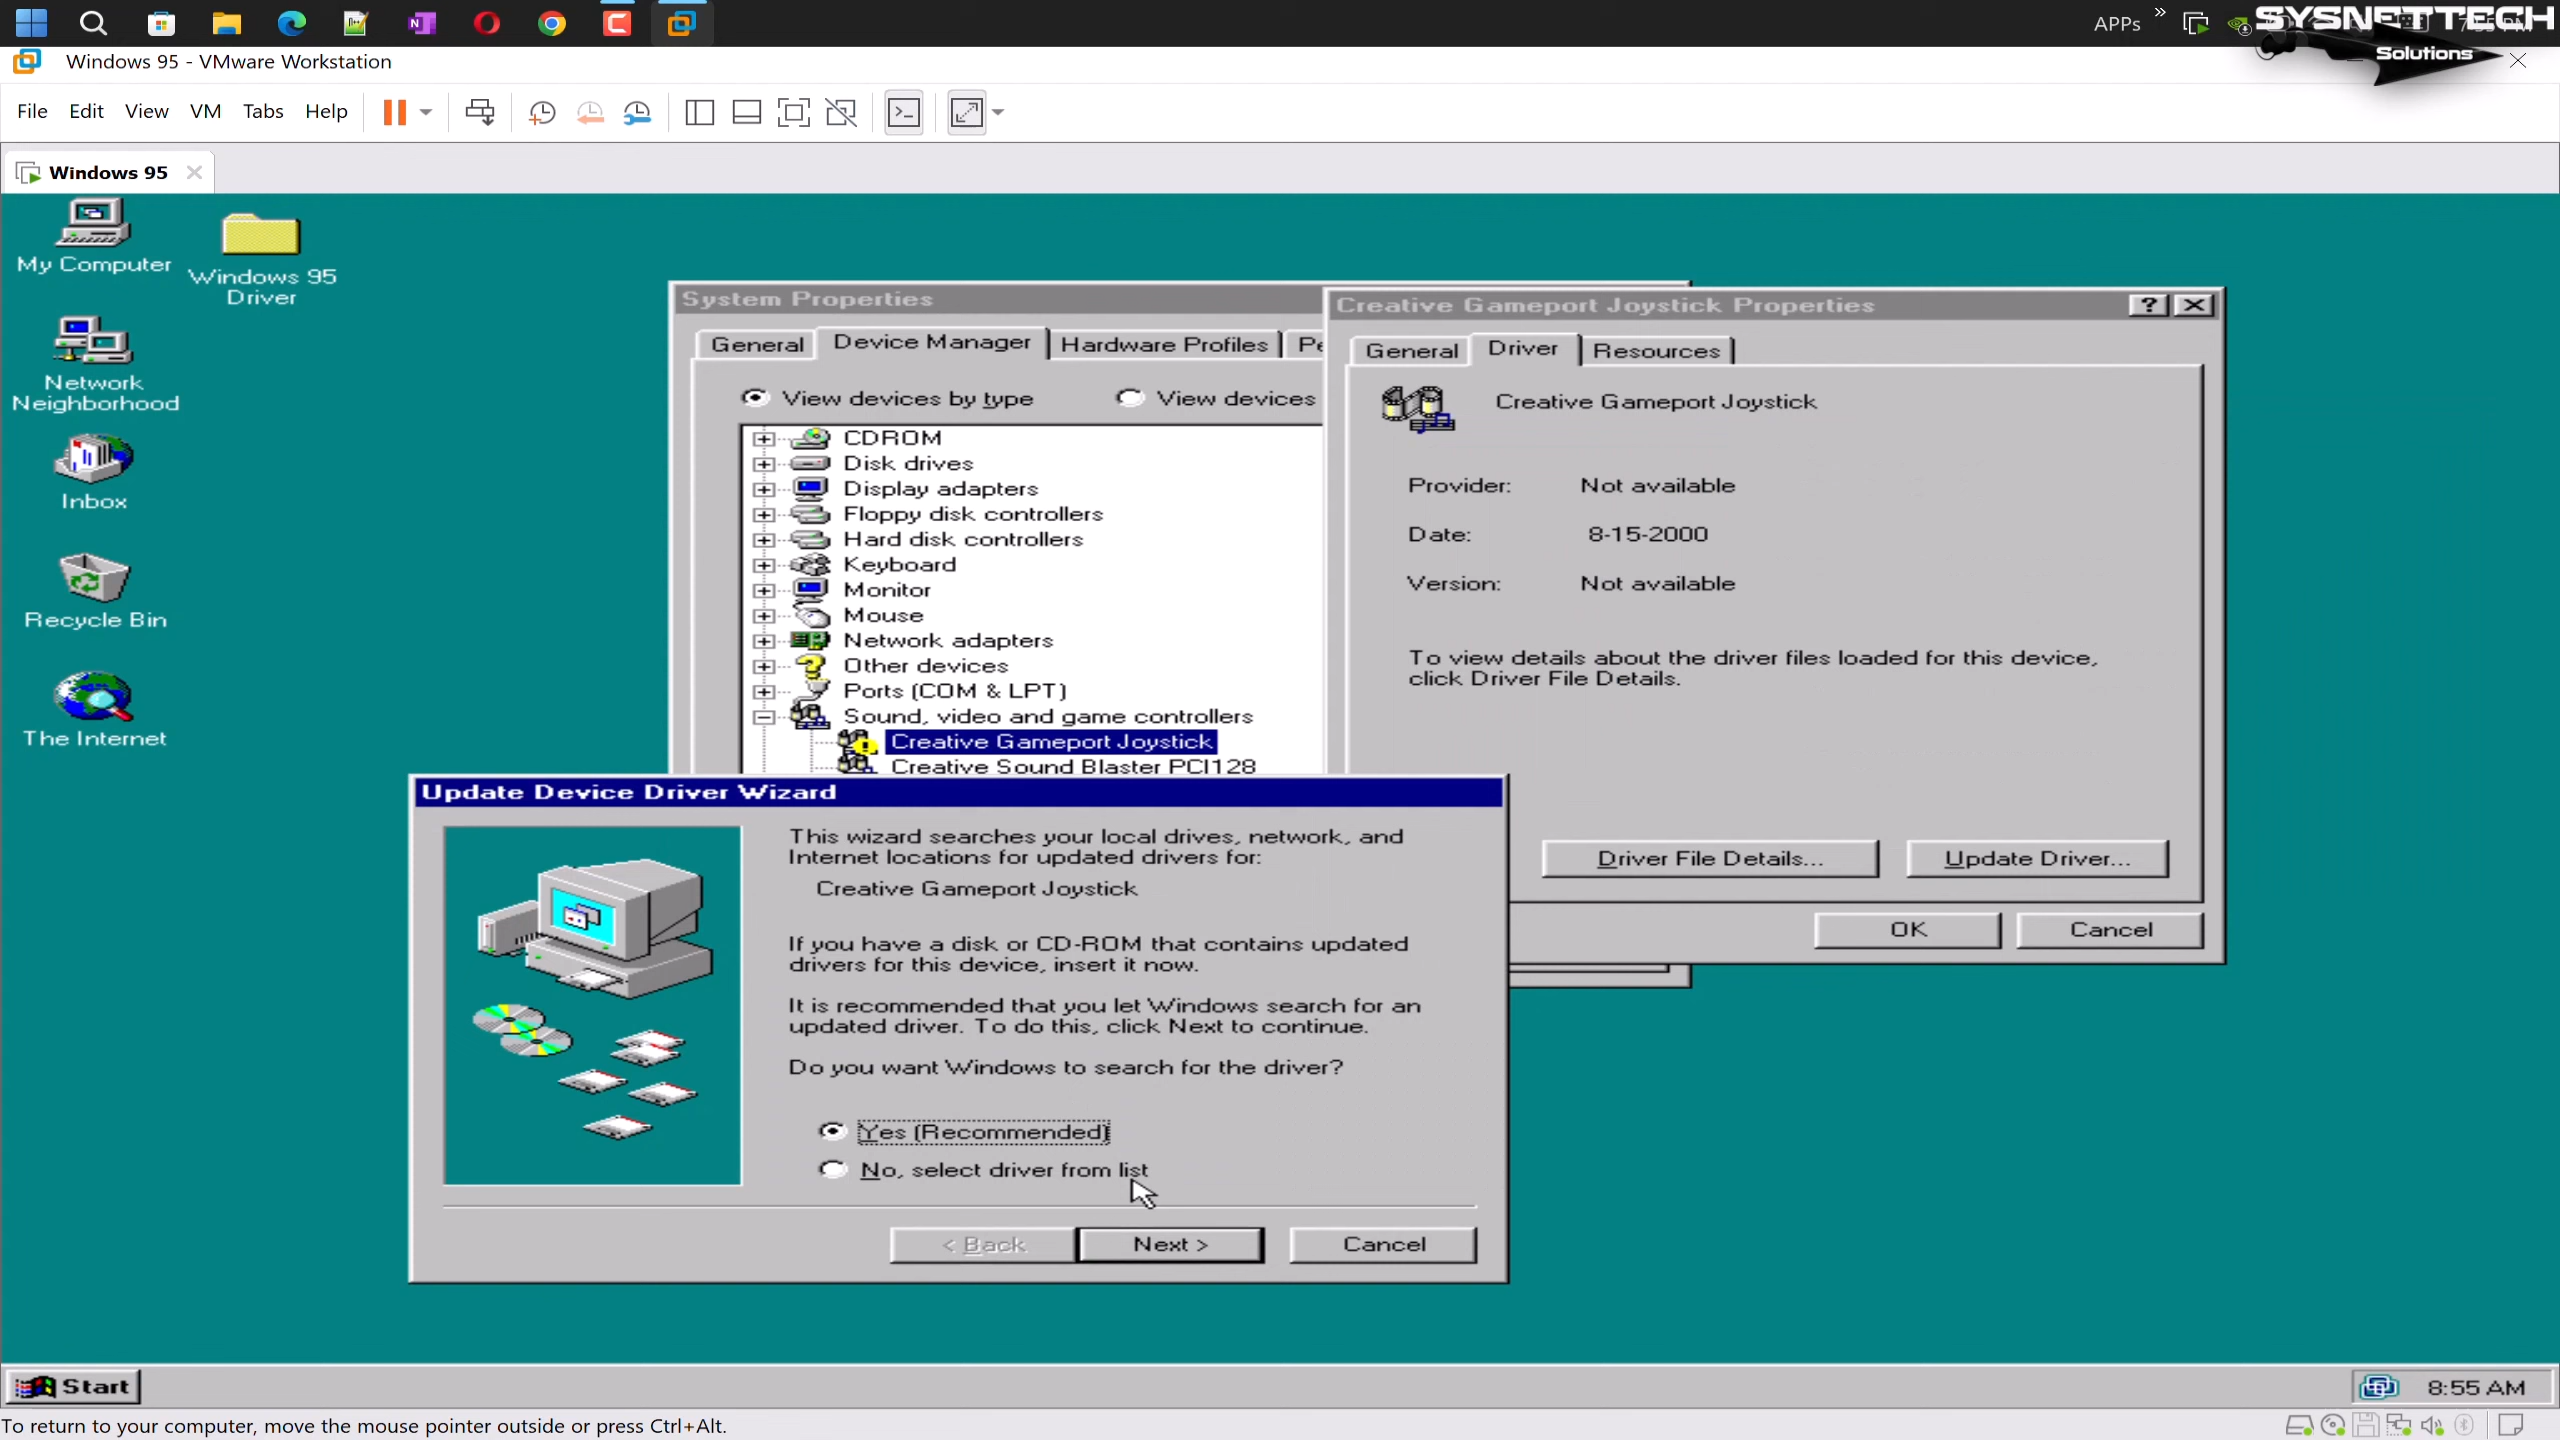 APPs
SYSNETTECH
Solutions
Windows 95 - VMware Workstation
File Edit View VM Tabs Help
Windows 95
My Computer
Windows 95
Driver
Network
Neighborhood
Inbox
Recycle Bin
The Internet
System Properties
General Device Manager Hardware Profiles
View devices by type View devices
CDROM
Disk drives
Display adapters
Floppy disk controllers
Hard disk controllers
Keyboard
Monitor
Mouse
Network adapters
Other devices
Ports (COM & LPT)
Sound, video and game controllers
Creative Gameport Joystick
Creative Sound Blaster PCI128
Creative Gameport Joystick Properties
General Driver Resources
Creative Gameport Joystick
Provider: Not available
Date: 8-15-2000
Version: Not available
To view details about the driver files loaded for this device,
click Driver File Details.
Driver File Details... Update Driver...
OK Cancel
Update Device Driver Wizard
This wizard searches your local drives, network, and
Internet locations for updated drivers for:
Creative Gameport Joystick
If you have a disk or CD-ROM that contains updated
drivers for this device, insert it now.
It is recommended that you let Windows search for an
updated driver. To do this, click Next to continue.
Do you want Windows to search for the driver?
Yes (Recommended)
No, select driver from list
< Back Next > Cancel
Start
8:55 AM
To return to your computer, move the mouse pointer outside or press Ctrl+Alt.